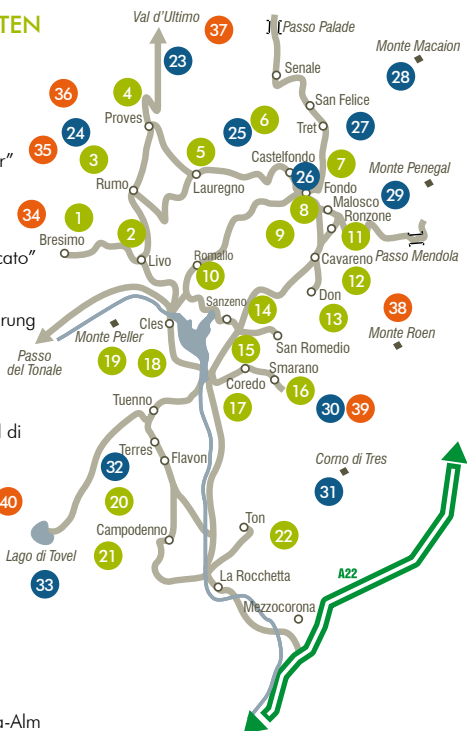 TEN
Val d’Ultimo
37
Passo Palade
Monte Macaion
23
Senale
28
36
4
San Felice
Proves
6
Tret
27
24
25
35
r”
3
5
Castelfondo
7
26
Monte Penegal
Lauregno
Fondo
Rumo
29
Malosco
34
1
8
Ronzone
2
9
11
Bresimo
Passo Mendola
cato”
Livo
Romallo
Cavareno
10
12
Don
Sanzeno
14
38
rung
Cles
13
Monte Peller
Monte Roen
Passo
del Tonale
San Romedio
15
19
18
Smarano
Coredo
16
Tuenno
17
30
39
l di
Terres
Flavon
Corno di Tres
32
31
40
20
Ton
Campodenno
22
Lago di Tovel
21
A22
33
La Rocchetta
Mezzocorona
a-Alm